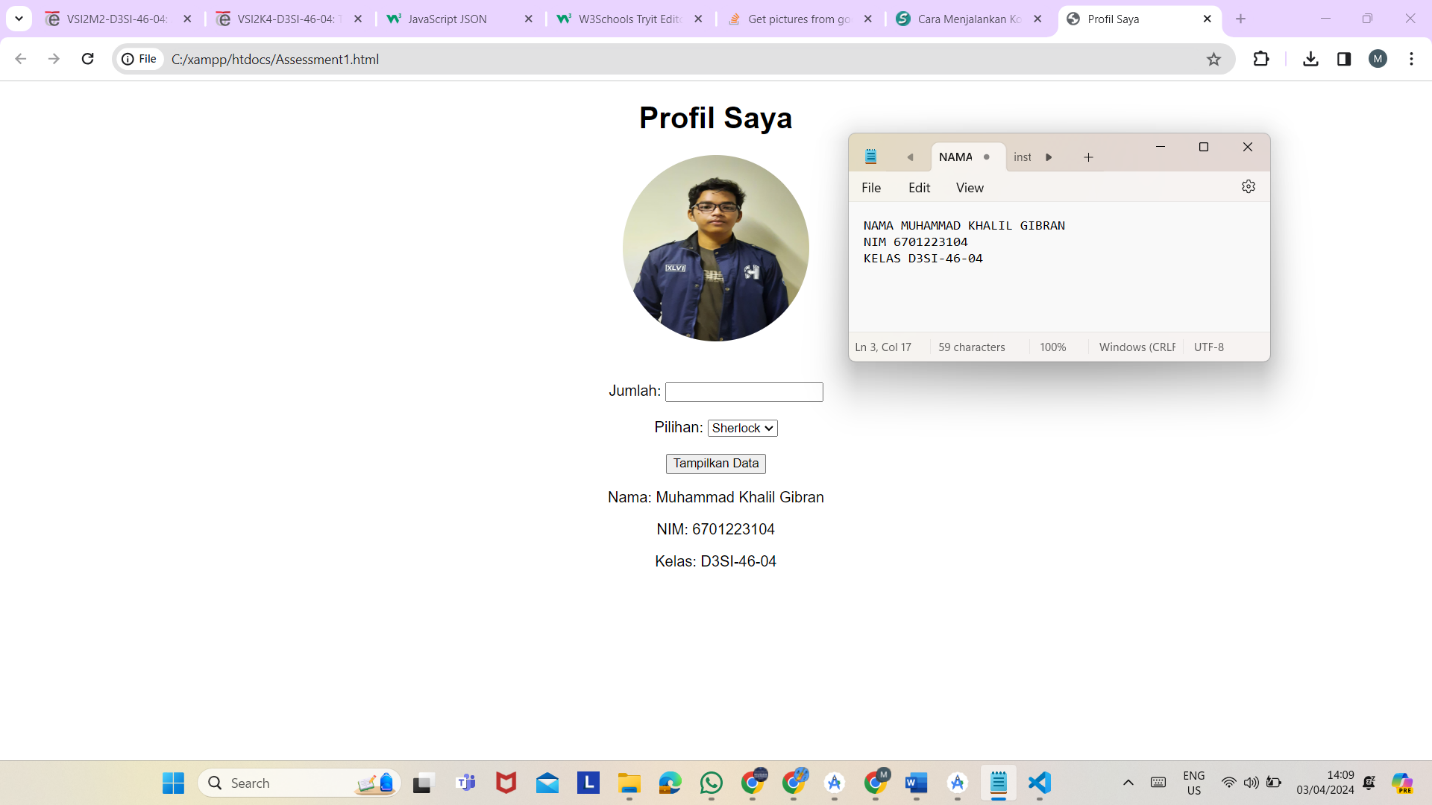 VSI2M2-D3SI-46-04:
VSI2K4-D3SI-46-04: T
JavaScript JSON
W3Schools Tryit Edito
Get pictures from go
Cara Menjalankan Ko
Profil Saya
File
C:/xampp/htdocs/Assessment1.html
M
Profil Saya
XLVI
H
NAMA
inst
File
Edit
View
NAMA MUHAMMAD KHALIL GIBRAN
NIM 6701223104
KELAS D3SI-46-04
Ln 3, Col 17
59 characters
100%
Windows (CRLF
UTF-8
Jumlah:
Pilihan: Sherlock
Tampilkan Data
Nama: Muhammad Khalil Gibran
NIM: 6701223104
Kelas: D3SI-46-04
Search
L
M
W
ENG
US
14:09
03/04/2024
PRE